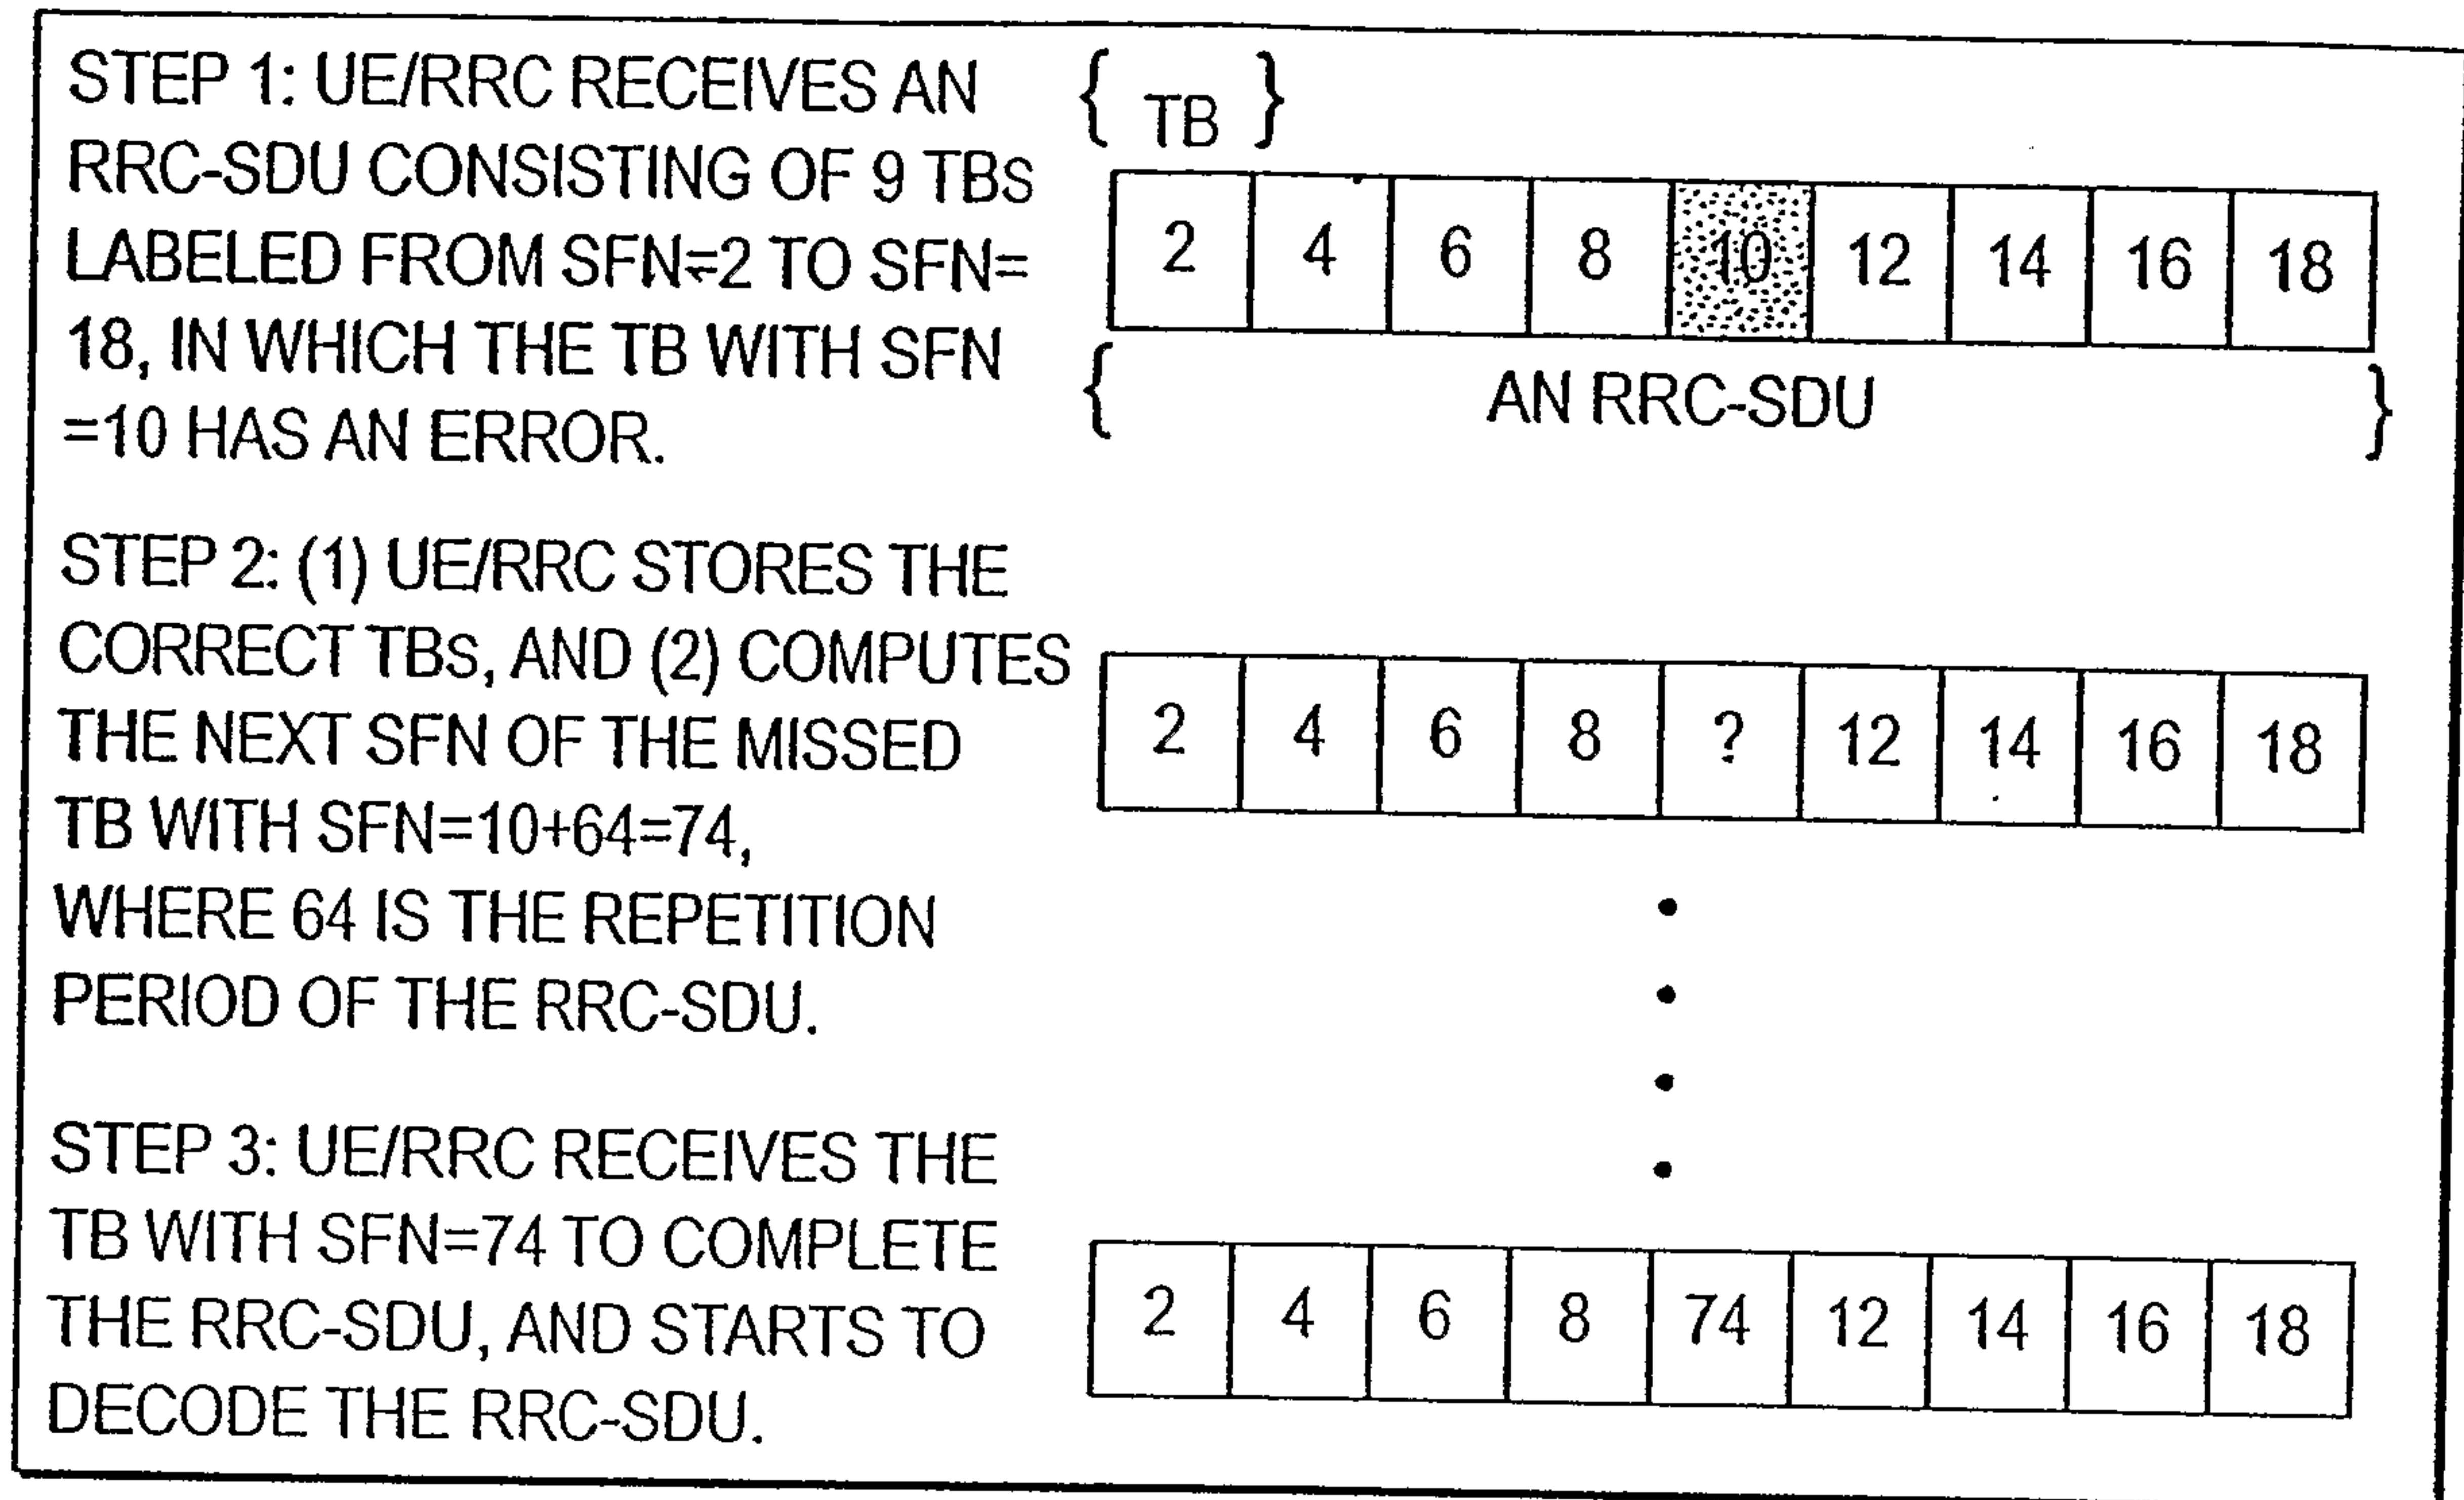 STEP 1: UE/RRC RECEIVES AN
RRC-SDU CONSISTING OF 9 TBS
LABELED FROM SFN=2 TO SFN=
18, IN WHICH THE TB WITH SFN
=10 HAS AN ERROR.
{ TB }
2 4 6 8 10 12 14 16 18
{ AN RRC-SDU }
STEP 2: (1) UE/RRC STORES THE
CORRECT TBs, AND (2) COMPUTES
THE NEXT SFN OF THE MISSED
TB WITH SFN=10+64=74,
WHERE 64 IS THE REPETITION
PERIOD OF THE RRC-SDU.
2 4 6 8 ? 12 14 16 18
STEP 3: UE/RRC RECEIVES THE
TB WITH SFN=74 TO COMPLETE
THE RRC-SDU, AND STARTS TO
DECODE THE RRC-SDU.
2 4 6 8 74 12 14 16 18